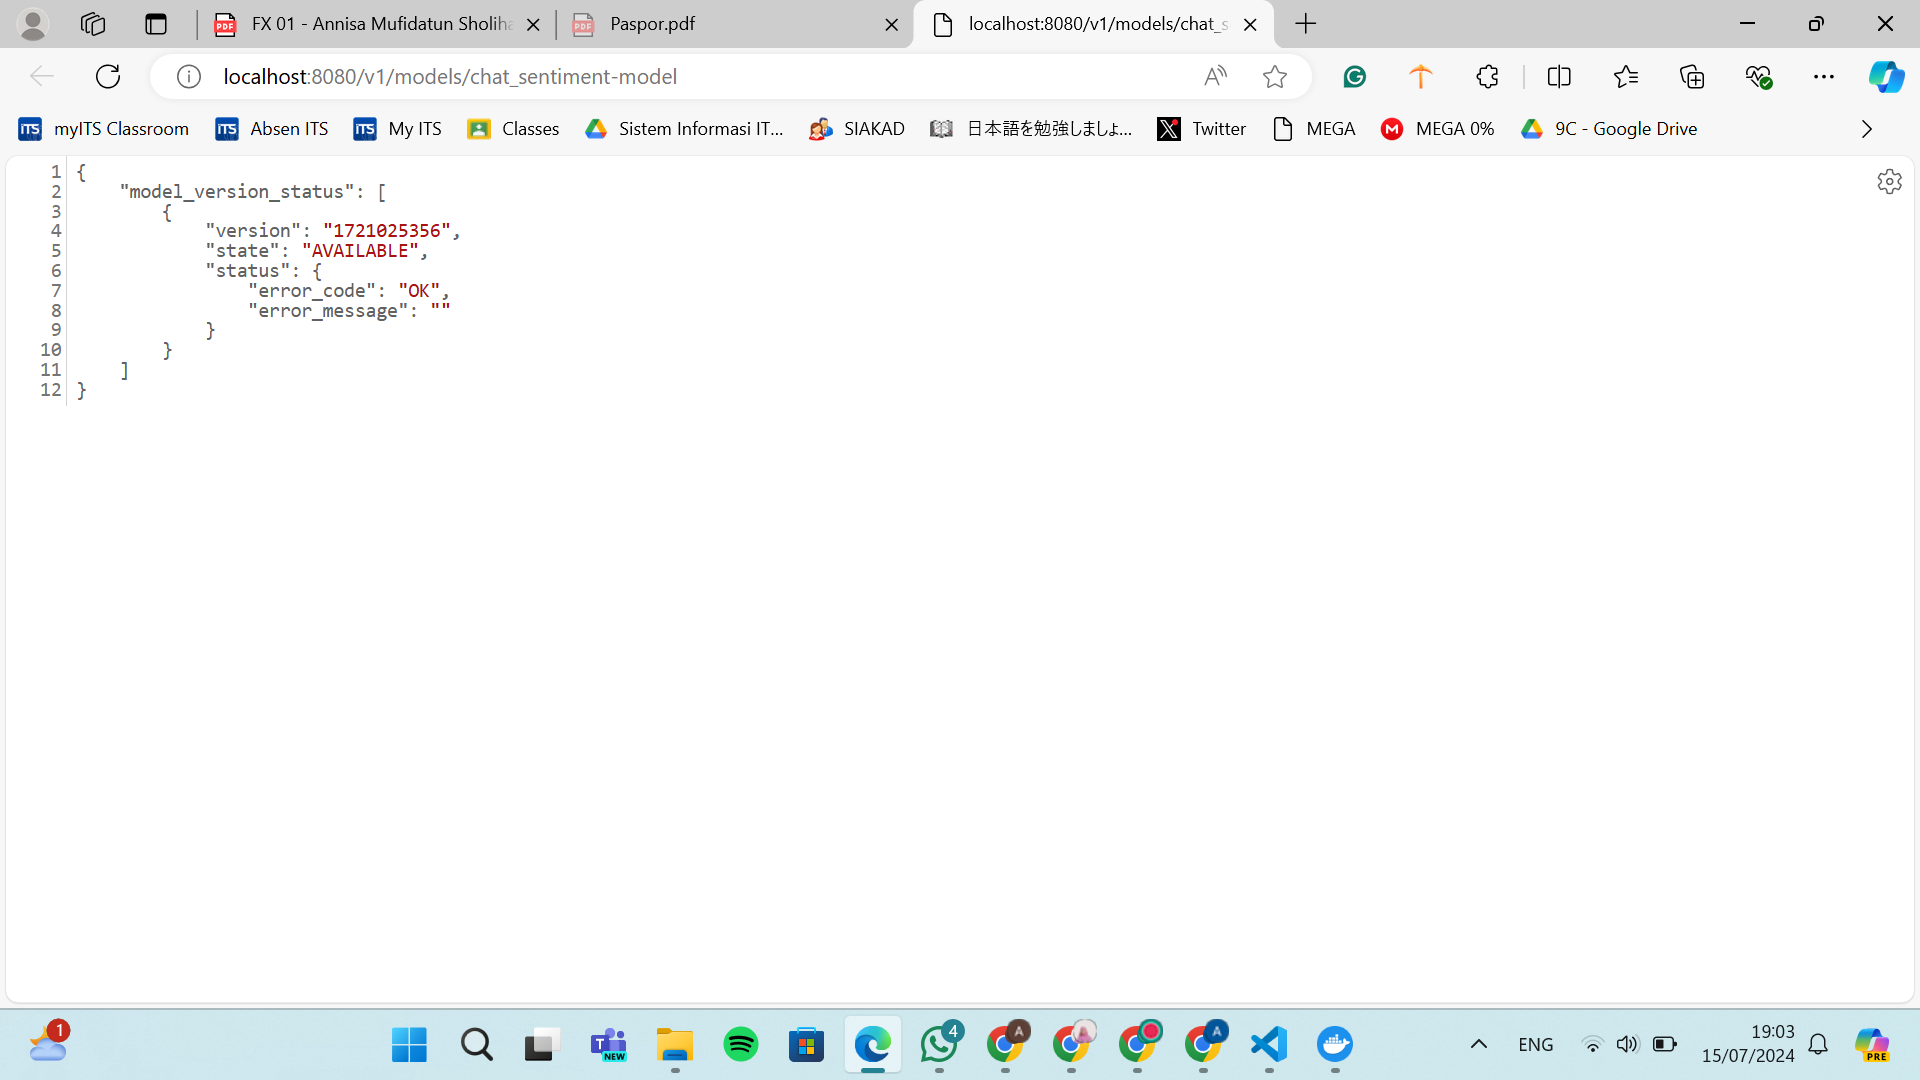 FX 01 - Annisa Mufidatun Sholiha
Paspor.pdf
localhost:8080/v1/models/chat_s
localhost:8080/v1/models/chat_sentiment-model
myITS Classroom
Absen ITS
My ITS
Classes
Sistem Informasi IT...
SIAKAD
日本語を勉強しましょ...
Twitter
MEGA
MEGA 0%
9C - Google Drive
1 {
2 "model_version_status": [
3 {
4 "version": "1721025356",
5 "state": "AVAILABLE",
6 "status": {
7 "error_code": "OK",
8 "error_message": ""
9 }
10 }
11 ]
12 }
1
NEW
4
A
A
A
ENG
19:03
15/07/2024
PRE